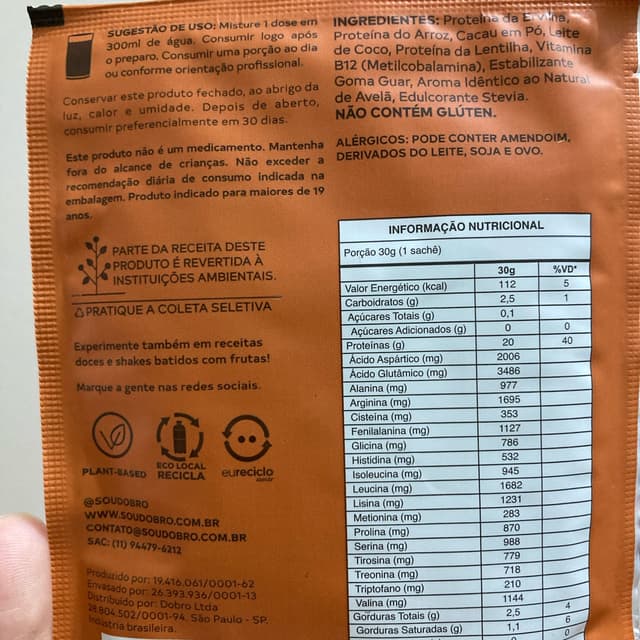 SUGESTÃO DE USO: Misture 1 dose em
300ml de água. Consumir logo após
o preparo. Consumir uma porção ao dia
ou conforme orientação profissional.
Conservar este produto fechado, ao abrigo da
luz, calor e umidade. Depois de aberto,
consumir preferencialmente em 30 dias.
Este produto não é um medicamento. Mantenha
fora do alcance de crianças. Não exceder a
recomendação diária de consumo indicada na
embalagem. Produto indicado para maiores de 19
anos.
PARTE DA RECEITA DESTE
PRODUTO É REVERTIDA À
INSTITUIÇÕES AMBIENTAIS.
PRATIQUE A COLETA SELETIVA
Experimente também em receitas
doces e shakes batidos com frutas!
Marque a gente nas redes sociais.
PLANT-BASED
ECO LOCAL
RECICLA
eureciclo
@SOUDOBRO
WWW.SOUDOBRO.COM.BR
CONTATO@SOUDOBRO.COM.BR
SAC: (11) 94479-6212
Produzido por: 19.416.061/0001-62
Envasado por: 26.393.936/0001-13
Distribuído por: Dobro Ltda
28.804.502/0001-94. São Paulo - SP.
Indústria brasileira.
INGREDIENTES: Proteína da Ervilha,
Proteína do Arroz, Cacau em Pó, Leite
de Coco, Proteína da Lentilha, Vitamina
B12 (Metilcobalamina), Estabilizante
Goma Guar, Aroma Idêntico ao Natural
de Avelã, Edulcorante Stevia.
NÃO CONTÉM GLÚTEN.
ALÉRGICOS: PODE CONTER AMENDOIM,
DERIVADOS DO LEITE, SOJA E OVO.
INFORMAÇÃO NUTRICIONAL
Porção 30g (1 sachê)
30g %VD*
Valor Energético (kcal) 112 5
Carboidratos (g) 2,5 1
Açúcares Totais (g) 0,1
Açúcares Adicionados (g) 0 0
Proteínas (g) 20 40
Ácido Aspártico (mg) 2006
Ácido Glutâmico (mg) 3486
Alanina (mg) 977
Arginina (mg) 1695
Cisteína (mg) 353
Fenilalanina (mg) 1127
Glicina (mg) 786
Histidina (mg) 532
Isoleucina (mg) 945
Leucina (mg) 1682
Lisina (mg) 1231
Metionina (mg) 283
Prolina (mg) 870
Serina (mg) 988
Tirosina (mg) 779
Treonina (mg) 718
Triptofano (mg) 210
Valina (mg) 1144
Gorduras Totais (g) 2,5 4
Gorduras Saturadas (g) 1,1 6